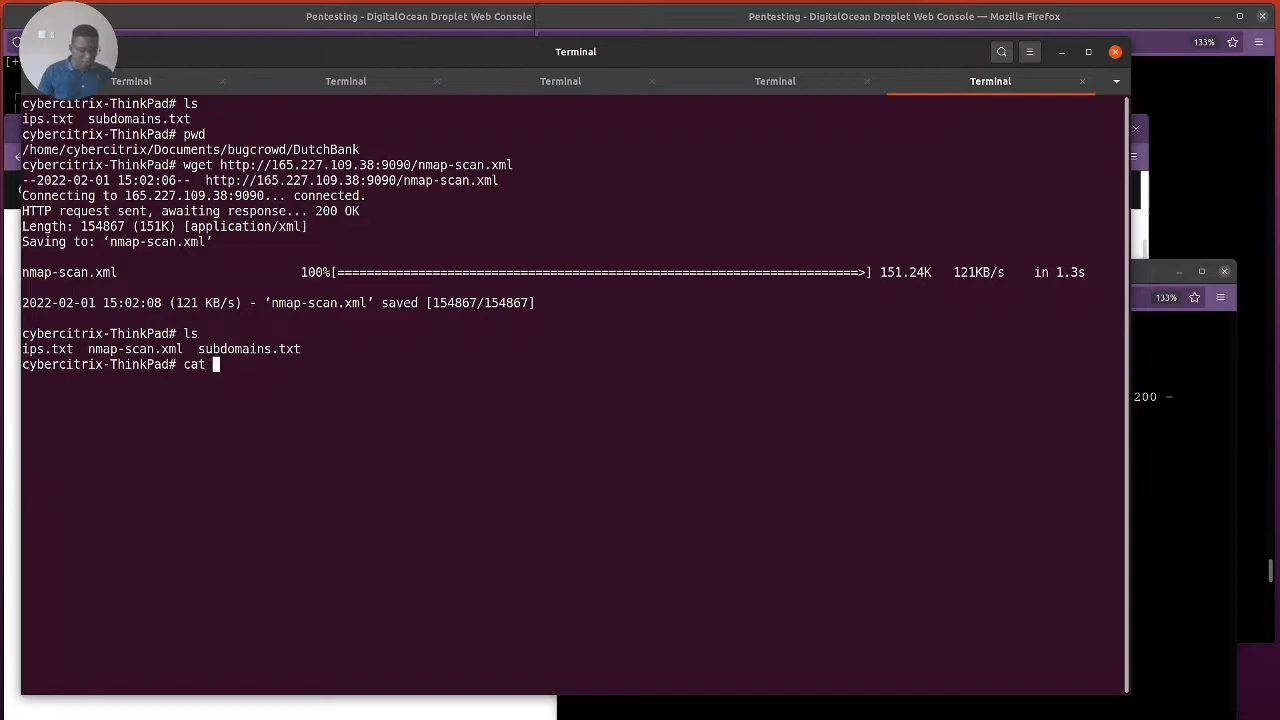 Pentesting - DigitalOcean Droplet Web Console
Pentesting - DigitalOcean Droplet Web Console — Mozilla Firefox
133%
[+
Terminal
Terminal
Terminal
Terminal
Terminal
Terminal
cybercitrix-ThinkPad# ls
ips.txt  subdomains.txt
cybercitrix-ThinkPad# pwd
/home/cybercitrix/Documents/bugcrowd/DutchBank
cybercitrix-ThinkPad# wget http://165.227.109.38:9090/nmap-scan.xml
--2022-02-01 15:02:06--  http://165.227.109.38:9090/nmap-scan.xml
Connecting to 165.227.109.38:9090... connected.
HTTP request sent, awaiting response... 200 OK
Length: 154867 (151K) [application/xml]
Saving to: ‘nmap-scan.xml’
nmap-scan.xml 100%[=====================================================================>] 151.24K 121KB/s in 1.3s
2022-02-01 15:02:08 (121 KB/s) - ‘nmap-scan.xml’ saved [154867/154867]
cybercitrix-ThinkPad# ls
ips.txt  nmap-scan.xml  subdomains.txt
cybercitrix-ThinkPad# cat
133%
200 –